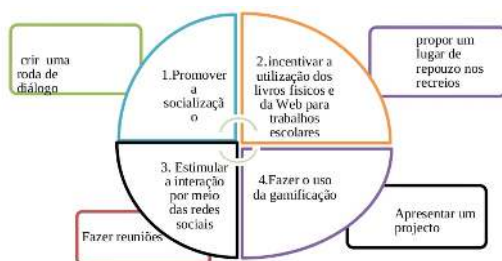 crir uma
roda de
diálogo
1.Promover
a
socializaçã
o
2.incentivar a
utilização dos
livros físicos e
da Web para
trabalhos
escolares
propor um
lugar de
repouzo nos
recreios
3. Estimular
a interação
por meio
das redes
sociais
4.Fazer o uso
da gamificação
Fazer reuniões
Apresentar um
projecto